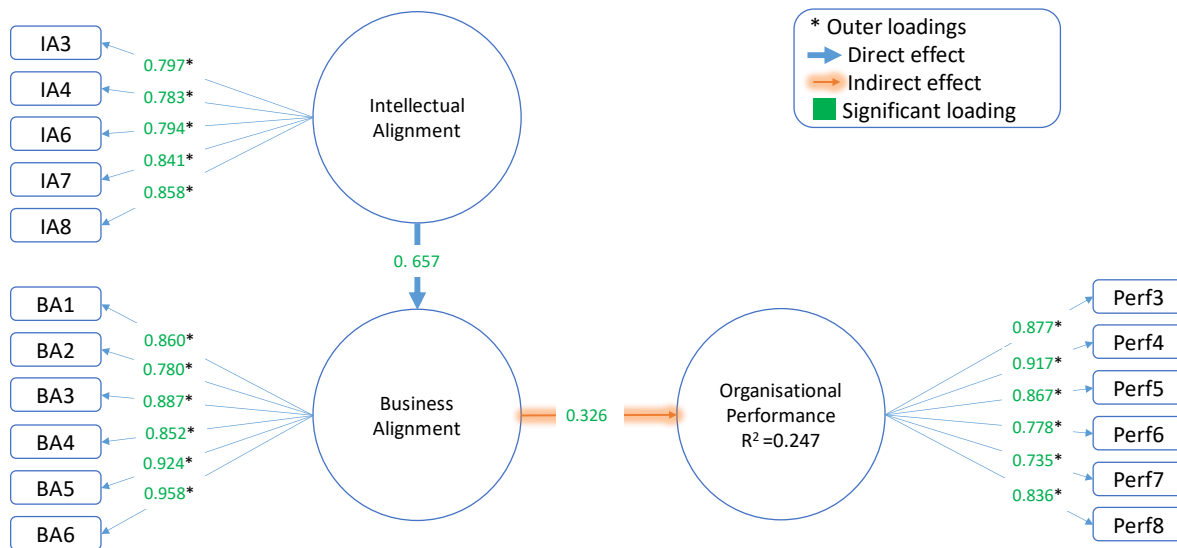 IA3
IA4
IA6
IA7
IA8
0.797*
0.783*
0.794*
0.841*
0.858*
Intellectual
Alignment
* Outer loadings
Direct effect
Indirect effect
Significant loading
0. 657
BA1
BA2
BA3
BA4
BA5
BA6
0.860*
0.780*
0.887*
0.852*
0.924*
0.958*
Business
Alignment
0.326
Organisational
Performance
R² =0.247
0.877*
0.917*
0.867*
0.778*
0.735*
0.836*
Perf3
Perf4
Perf5
Perf6
Perf7
Perf8